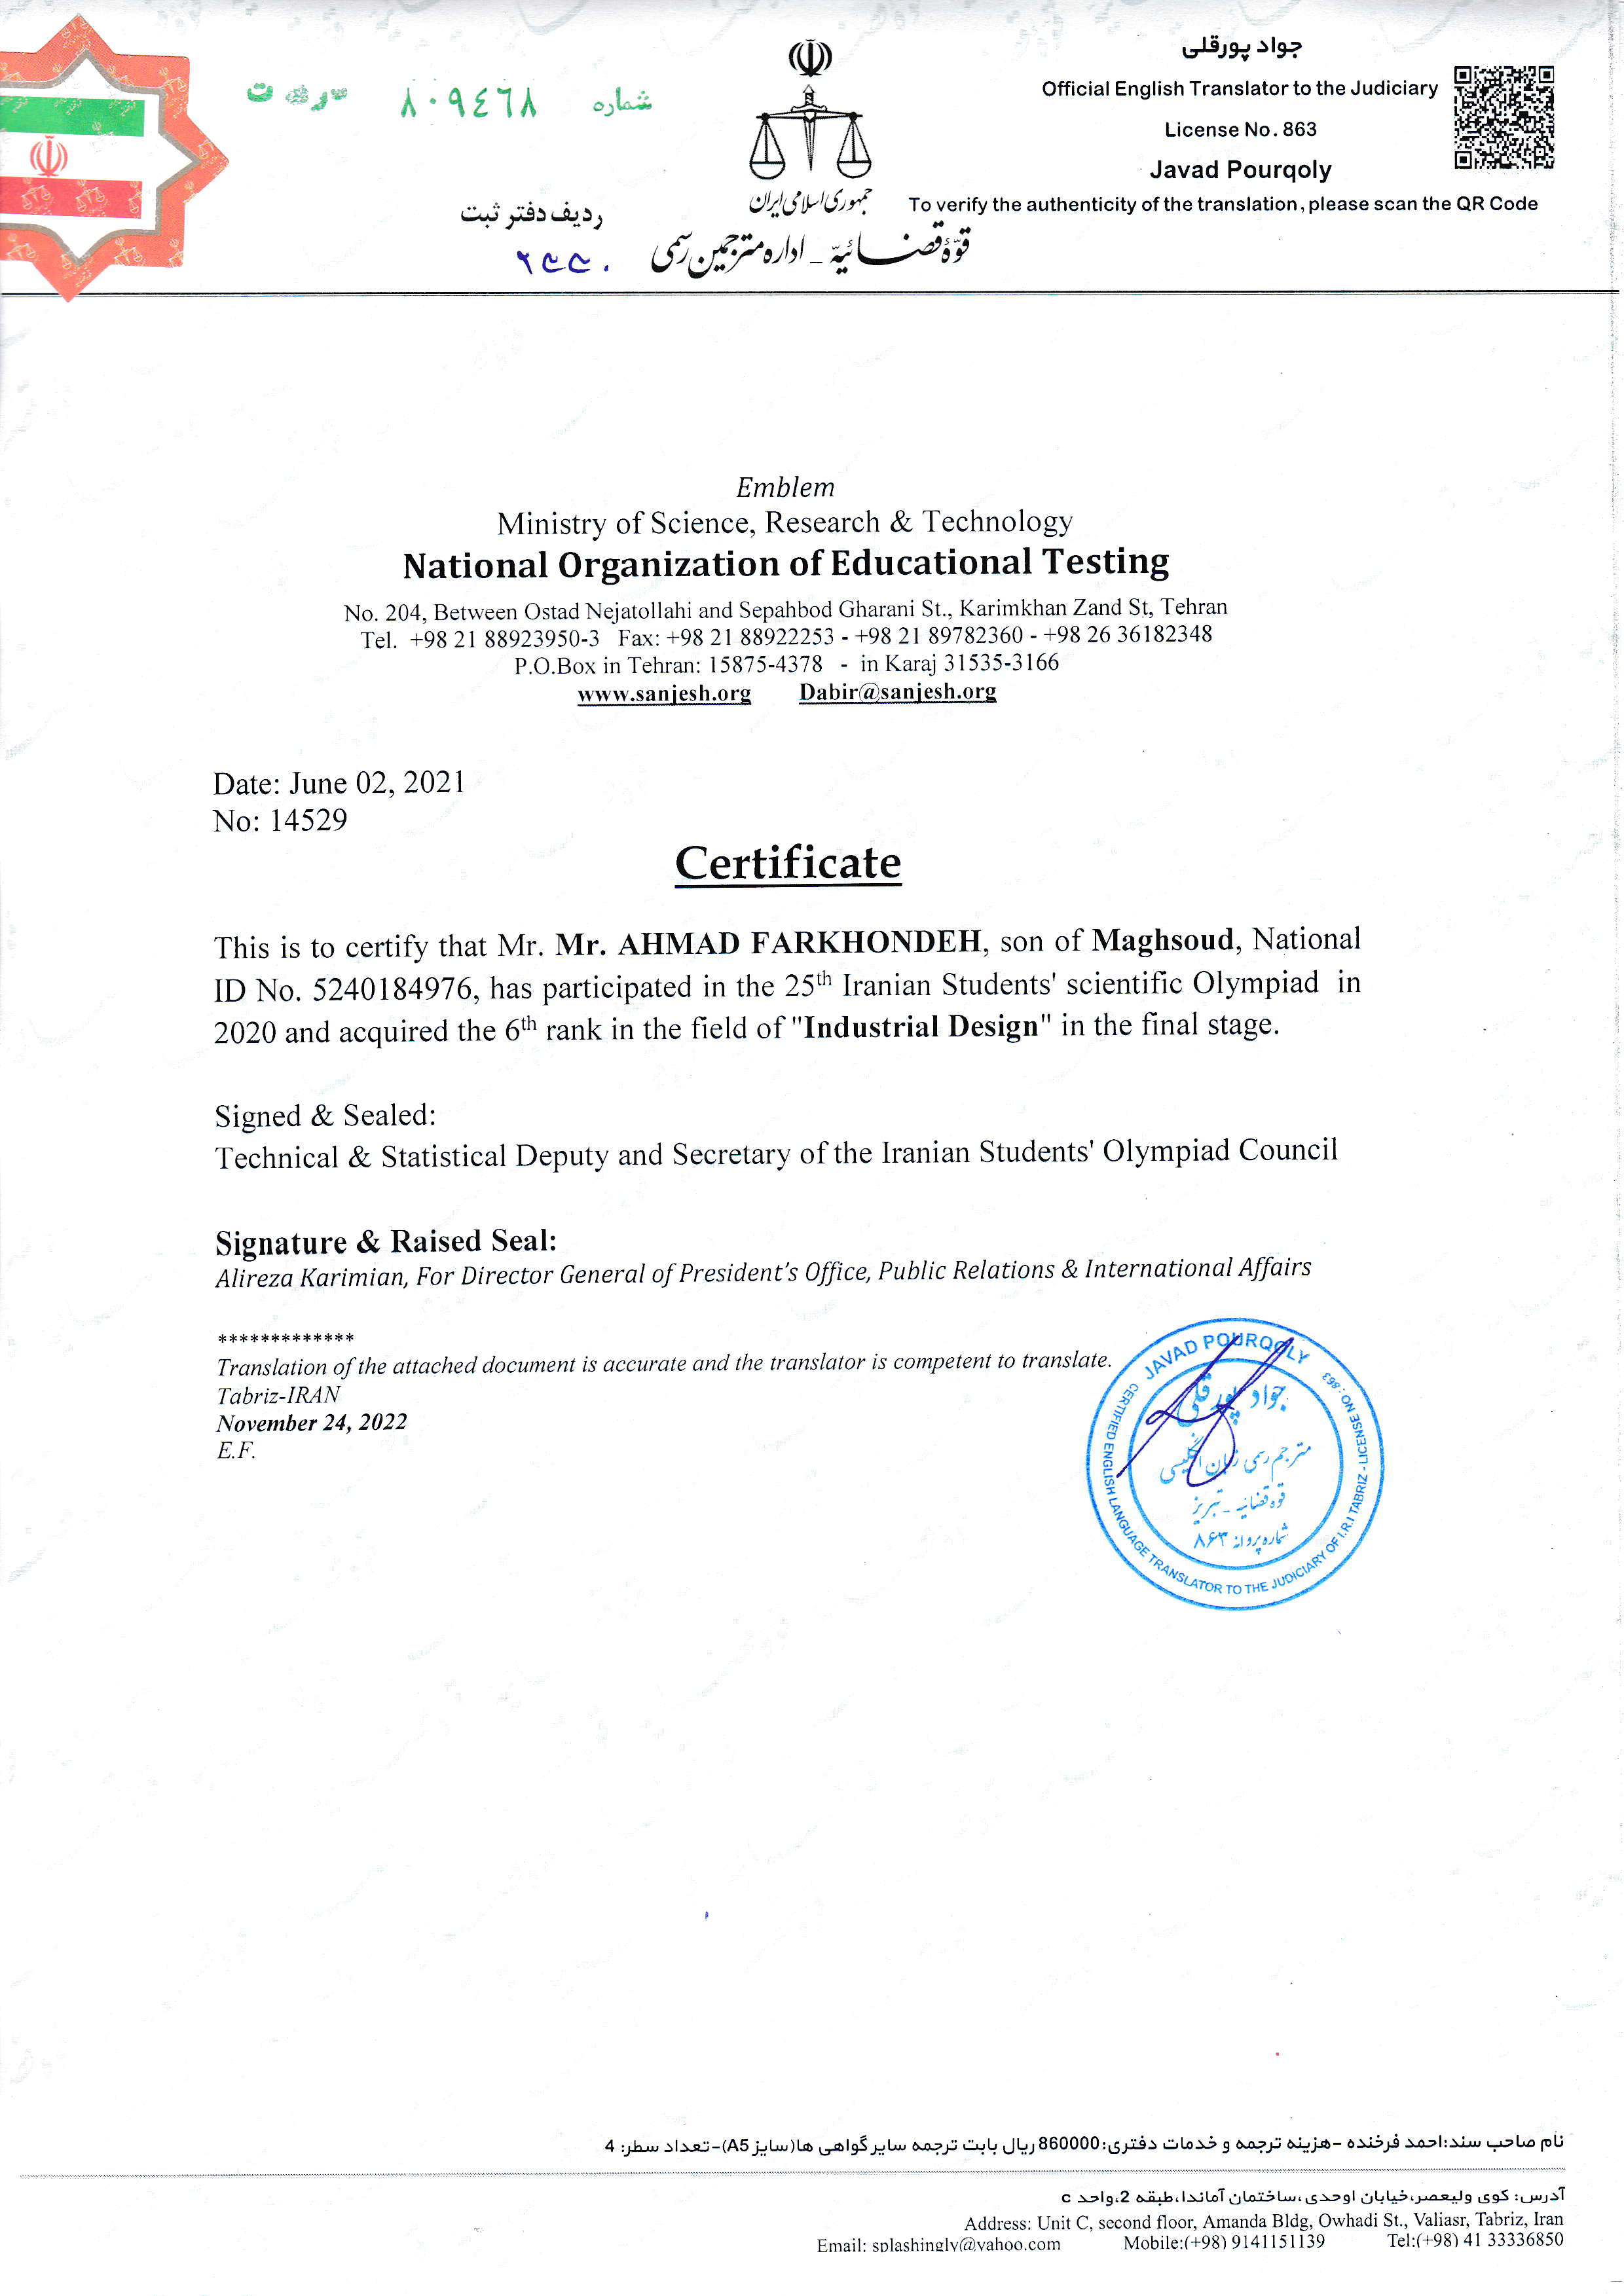 جواد پورقلی
Official English Translator to the Judiciary
License No. 863
Javad Pourqoly
To verify the authenticity of the translation, please scan the QR Code
شماره ۸۰۹٤٦۸
جمهوری اسلامی ایران
قوّهٔ قضائیّه - اداره مترجمین رسمی
ردیف دفتر ثبت
Emblem
Ministry of Science, Research & Technology
National Organization of Educational Testing
No. 204, Between Ostad Nejatollahi and Sepahbod Gharani St., Karimkhan Zand St, Tehran
Tel. +98 21 88923950-3 Fax: +98 21 88922253 - +98 21 89782360 - +98 26 36182348
P.O.Box in Tehran: 15875-4378 - in Karaj 31535-3166
www.sanjesh.org Dabir@sanjesh.org
Date: June 02, 2021
No: 14529
Certificate
This is to certify that Mr. Mr. AHMAD FARKHONDEH, son of Maghsoud, National
ID No. 5240184976, has participated in the 25th Iranian Students' scientific Olympiad in
2020 and acquired the 6th rank in the field of "Industrial Design" in the final stage.
Signed & Sealed:
Technical & Statistical Deputy and Secretary of the Iranian Students' Olympiad Council
Signature & Raised Seal:
Alireza Karimian, For Director General of President's Office, Public Relations & International Affairs
*************
Translation of the attached document is accurate and the translator is competent to translate.
Tabriz-IRAN
November 24, 2022
E.F.
JAVAD POURQOLY
CERTIFIED ENGLISH LANGUAGE TRANSLATOR TO THE JUDICIARY OF I.R.I TABRIZ - LICENSE NO : 863
جواد پورقلی
مترجم رسمی زبان انگلیسی
قوه قضائیه - تبریز
شماره پروانه ۸۶۳
نام صاحب سند:احمد فرخنده -هزینه ترجمه و خدمات دفتری:860000 ریال بابت ترجمه سایر گواهی ها(سایز A5)-تعداد سطر: 4
آدرس: کوی ولیعصر،خیابان اوحدی،ساختمان آماندا،طبقه 2،واحد c
Address: Unit C, second floor, Amanda Bldg, Owhadi St., Valiasr, Tabriz, Iran
Email: splashingly@yahoo.com Mobile:(+98) 9141151139 Tel:(+98) 41 33336850